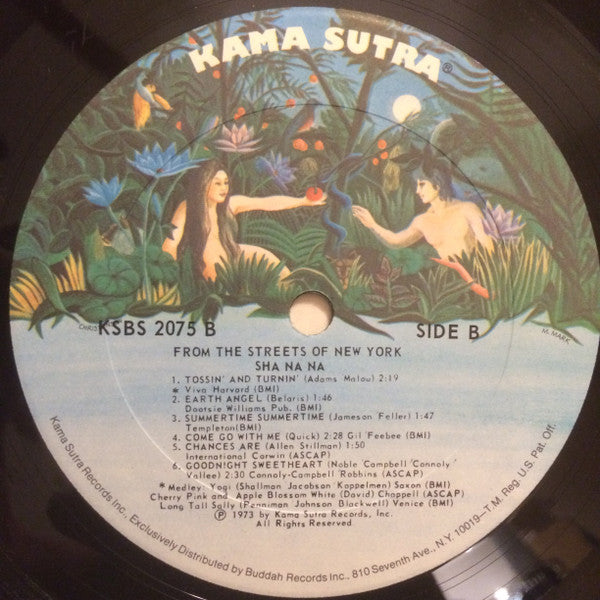 KAMA SUTRA®
CHRIS
M. MARK
KSBS 2075 B
SIDE B
FROM THE STREETS OF NEW YORK
SHA NA NA
1. TOSSIN' AND TURNIN' (Adams Malou) 2:19
* Viva Harvard (BMI)
2. EARTH ANGEL (Belaris) 1:46
Dootsie Williams Pub. (BMI)
3. SUMMERTIME SUMMERTIME (Jameson Feller) 1:47
Templeton(BMI)
4. COME GO WITH ME (Quick) 2:28 Gil 'Feebee (BMI)
5. CHANCES ARE (Allen Stillman) 1:50
International Corwin (ASCAP)
6. GOODNIGHT SWEETHEART (Noble Campbell 'Connoly
Vallee) 2:30 Connoly-Campbell Robbins (ASCAP)
* Medley: Yogi (Shallman Jacobson Koppelmen) Saxon (BMI)
Cherry Pink and Apple Blossom White (David) Chappell (ASCAP)
Long Tall Sally (Penniman Johnson Blackwell) Venice (BMI)
℗ 1973 by Kama Sutra Records, Inc.
All Rights Reserved
Kama Sutra Records Inc., Exclusively Distributed by Buddah Records Inc., 810 Seventh Ave., N.Y. 10019—T.M. Reg. U.S. Pat. Off.